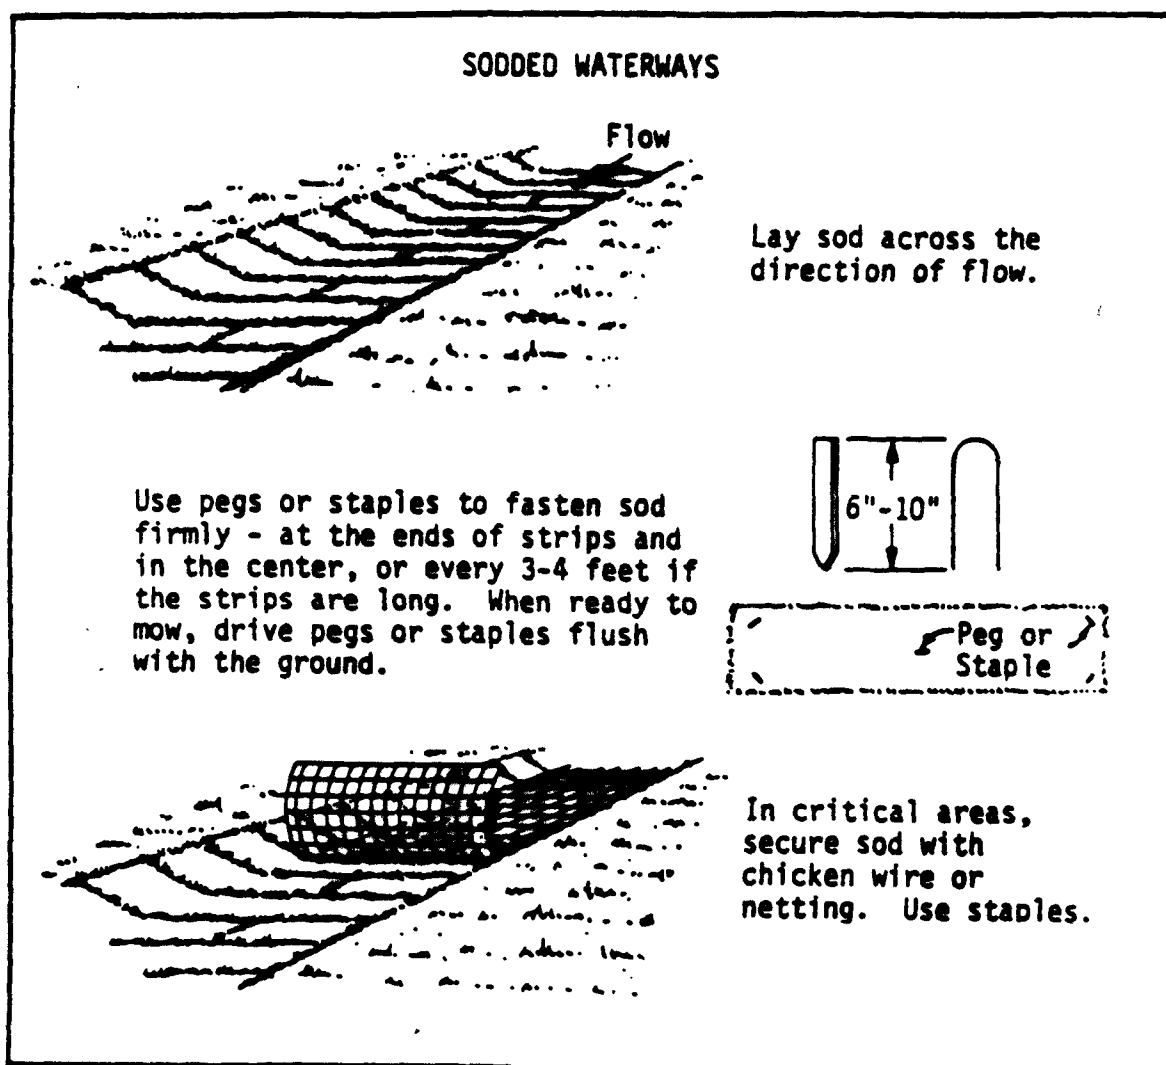 SODDED WATERWAYS
Flow
Lay sod across the
direction of flow.
Use pegs or staples to fasten sod
firmly - at the ends of strips and
in the center, or every 3-4 feet if
the strips are long.  When ready to
mow, drive pegs or staples flush
with the ground.
6"-10"
Peg or
Staple
In critical areas,
secure sod with
chicken wire or
netting.  Use staples.